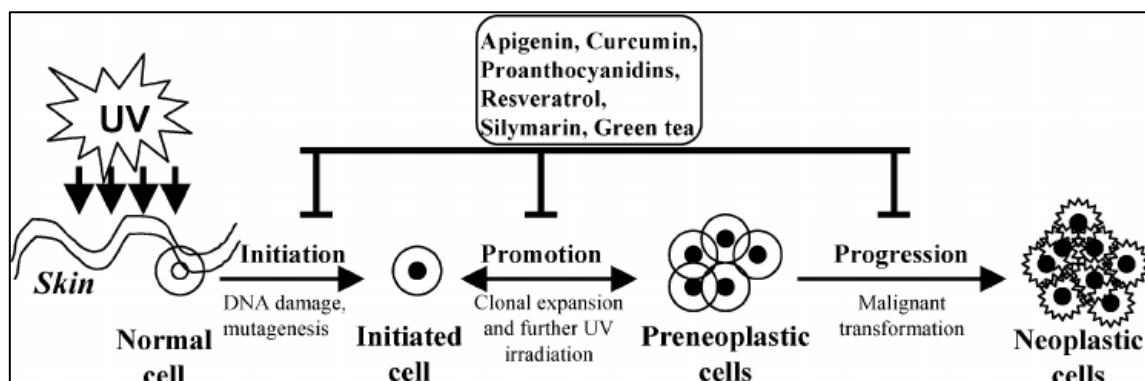 Apigenin, Curcumin,
Proanthocyanidins,
Resveratrol,
Silymarin, Green tea
UV
Skin
Initiation
DNA damage,
mutagenesis
Promotion
Clonal expansion
and further UV
irradiation
Progression
Malignant
transformation
Normal
cell
Initiated
cell
Preneoplastic
cells
Neoplastic
cells